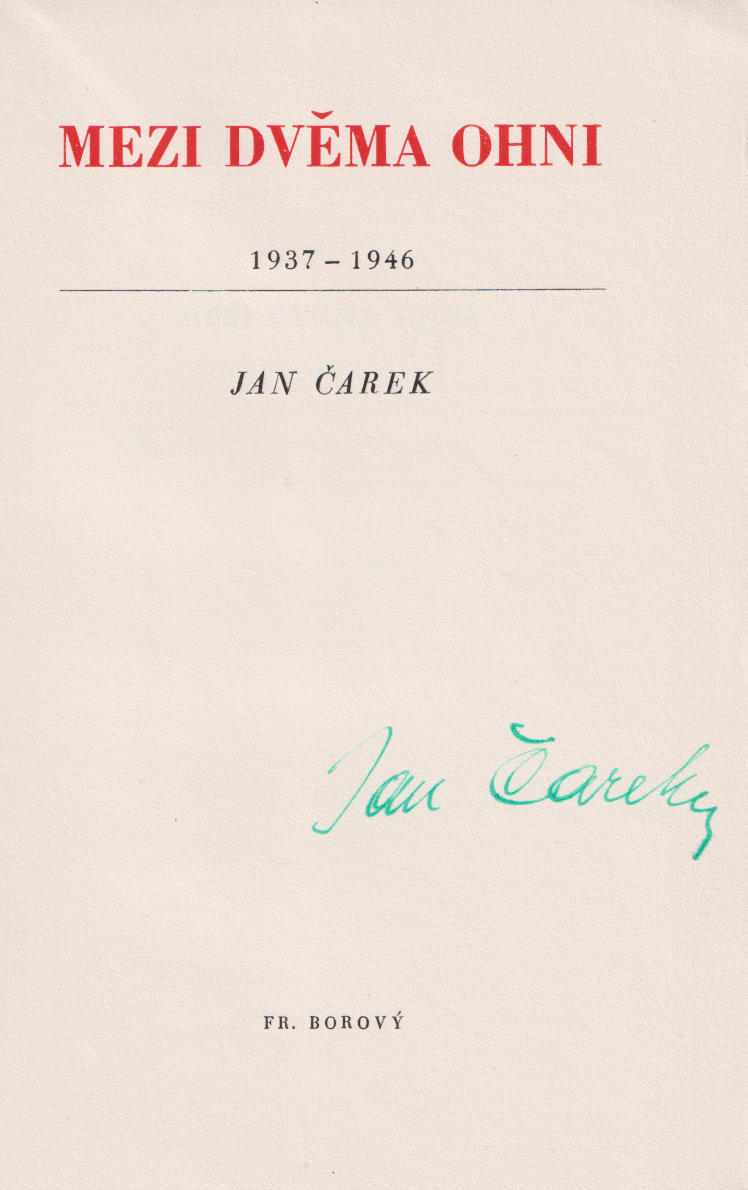 MEZI DVĚMA OHNI
1937 – 1946
JAN ČAREK
Jan Čarek
FR. BOROVÝ